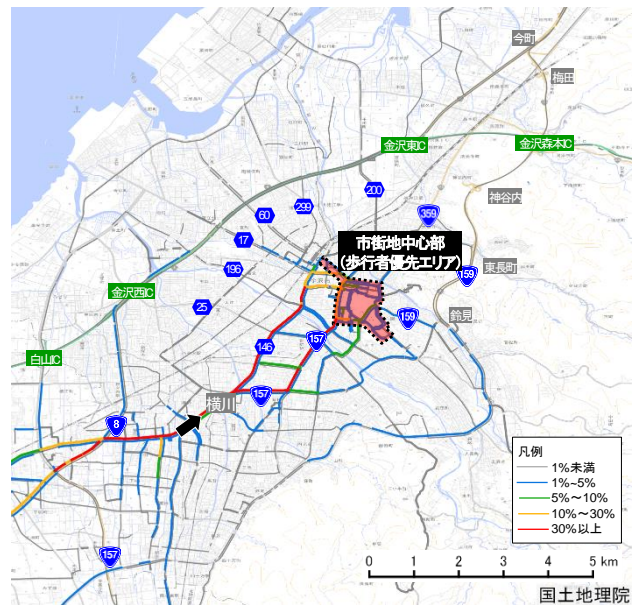 今町
梅田
金沢東IC
金沢森本IC
200
神谷内
299
60
359
17
市街地中心部
(歩行者優先エリア)
196
159
東長町
金沢西IC
25
159
鈴見
157
146
白山IC
157
横川
8
凡例
1%未満
1%~5%
5%～10%
10%～30%
30%以上
157
0 1 2 3 4 5 km
国土地理院